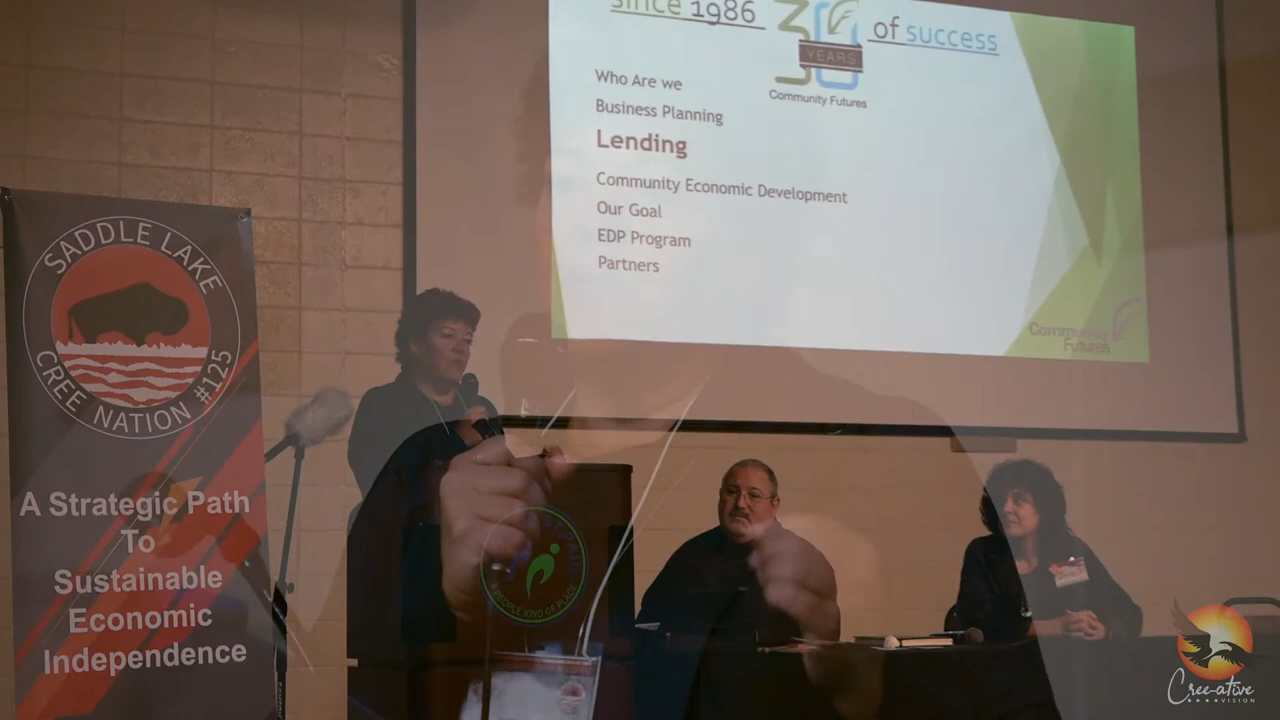 since 1986
30
YEARS
of success
Community Futures
Who Are we
Business Planning
Lending
Community Economic Development
Our Goal
EDP Program
Partners
Community
Futures
SADDLE LAKE
CREE NATION #125
A Strategic Path
To
Sustainable
Economic
Independence
A PEOPLE KIND OF PLACE
Cree-ative
VISION